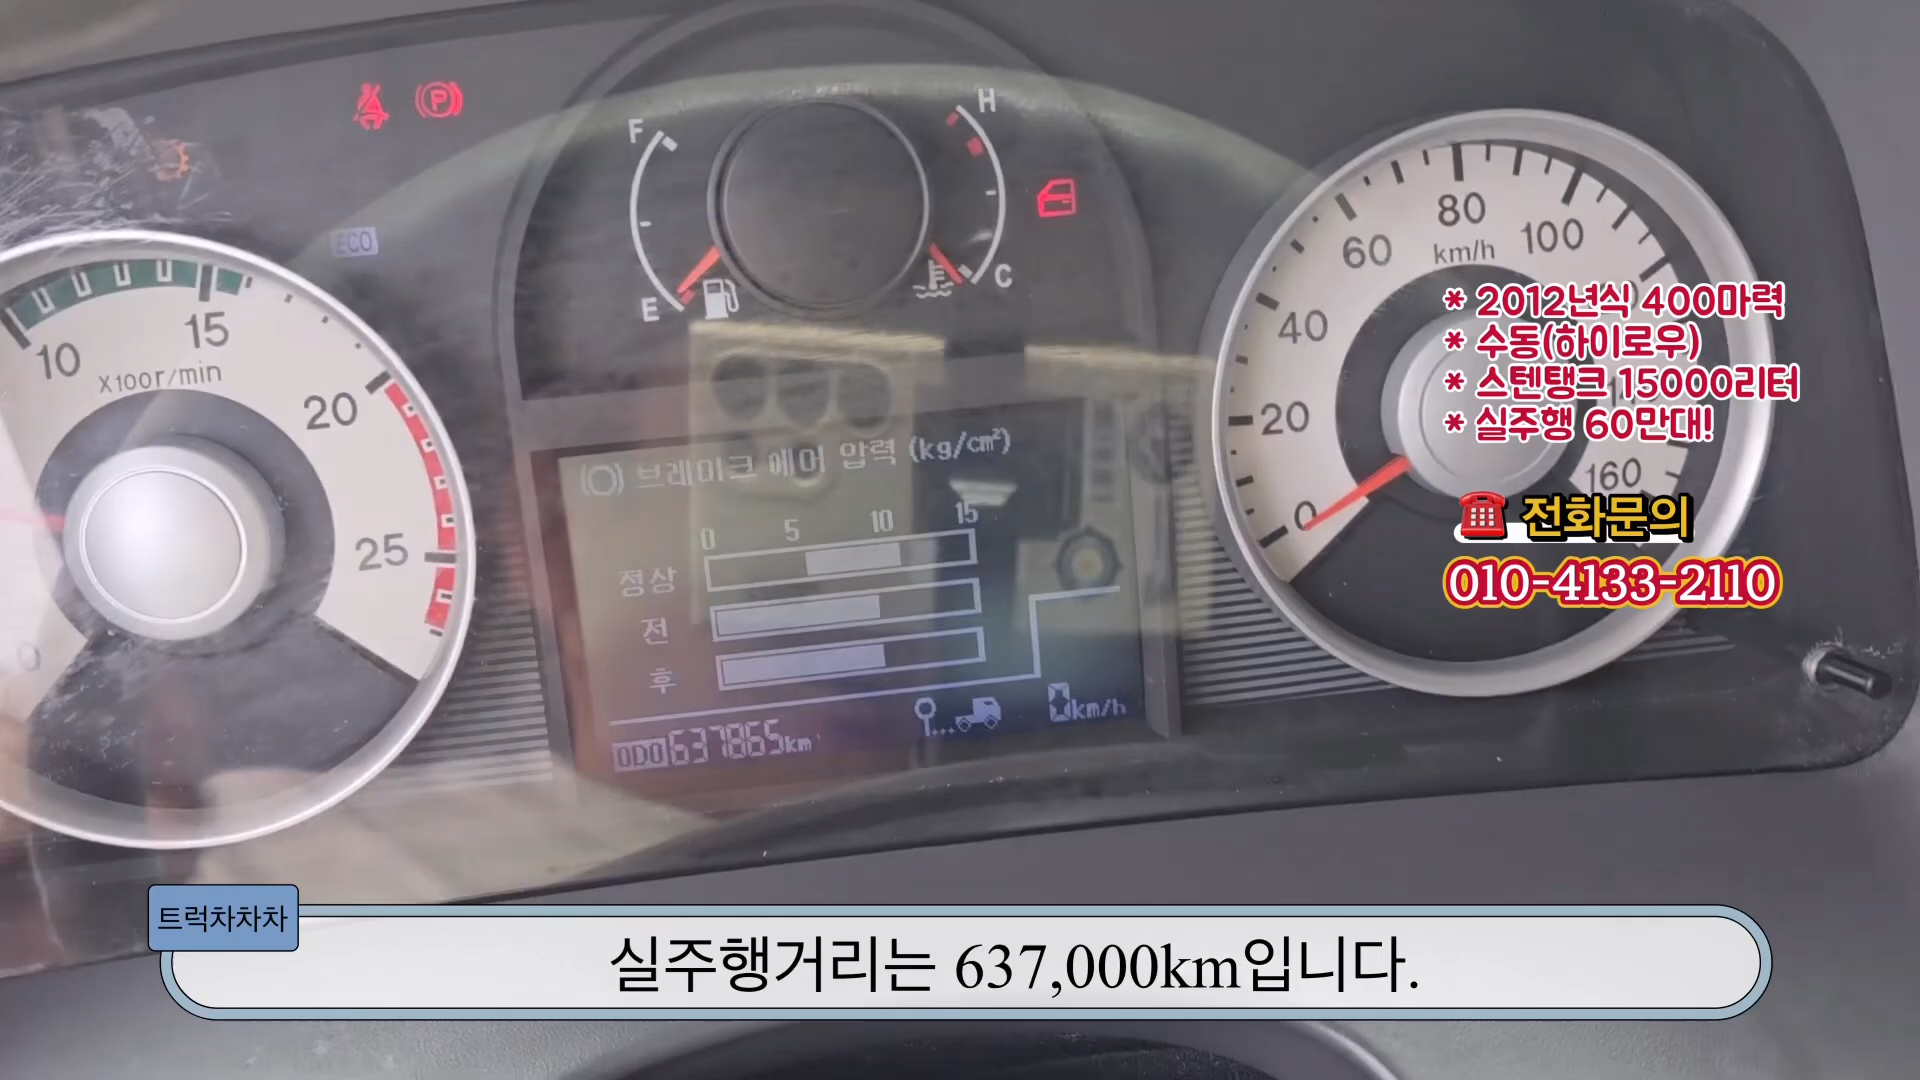 F
H
E
C
ECO
10
15
20
25
X100r/min
0
브레이크 에어 압력 (kg/cm²)
0 5 10 15
정상
전
후
ODO 637865km
0km/h
0
20
40
60
80
100
160
km/h
* 2012년식 400마력
* 수동(하이로우)
* 스텐탱크 15000리터
* 실주행 60만대!
전화문의
010-4133-2110
트럭차차차
실주행거리는 637,000km입니다.